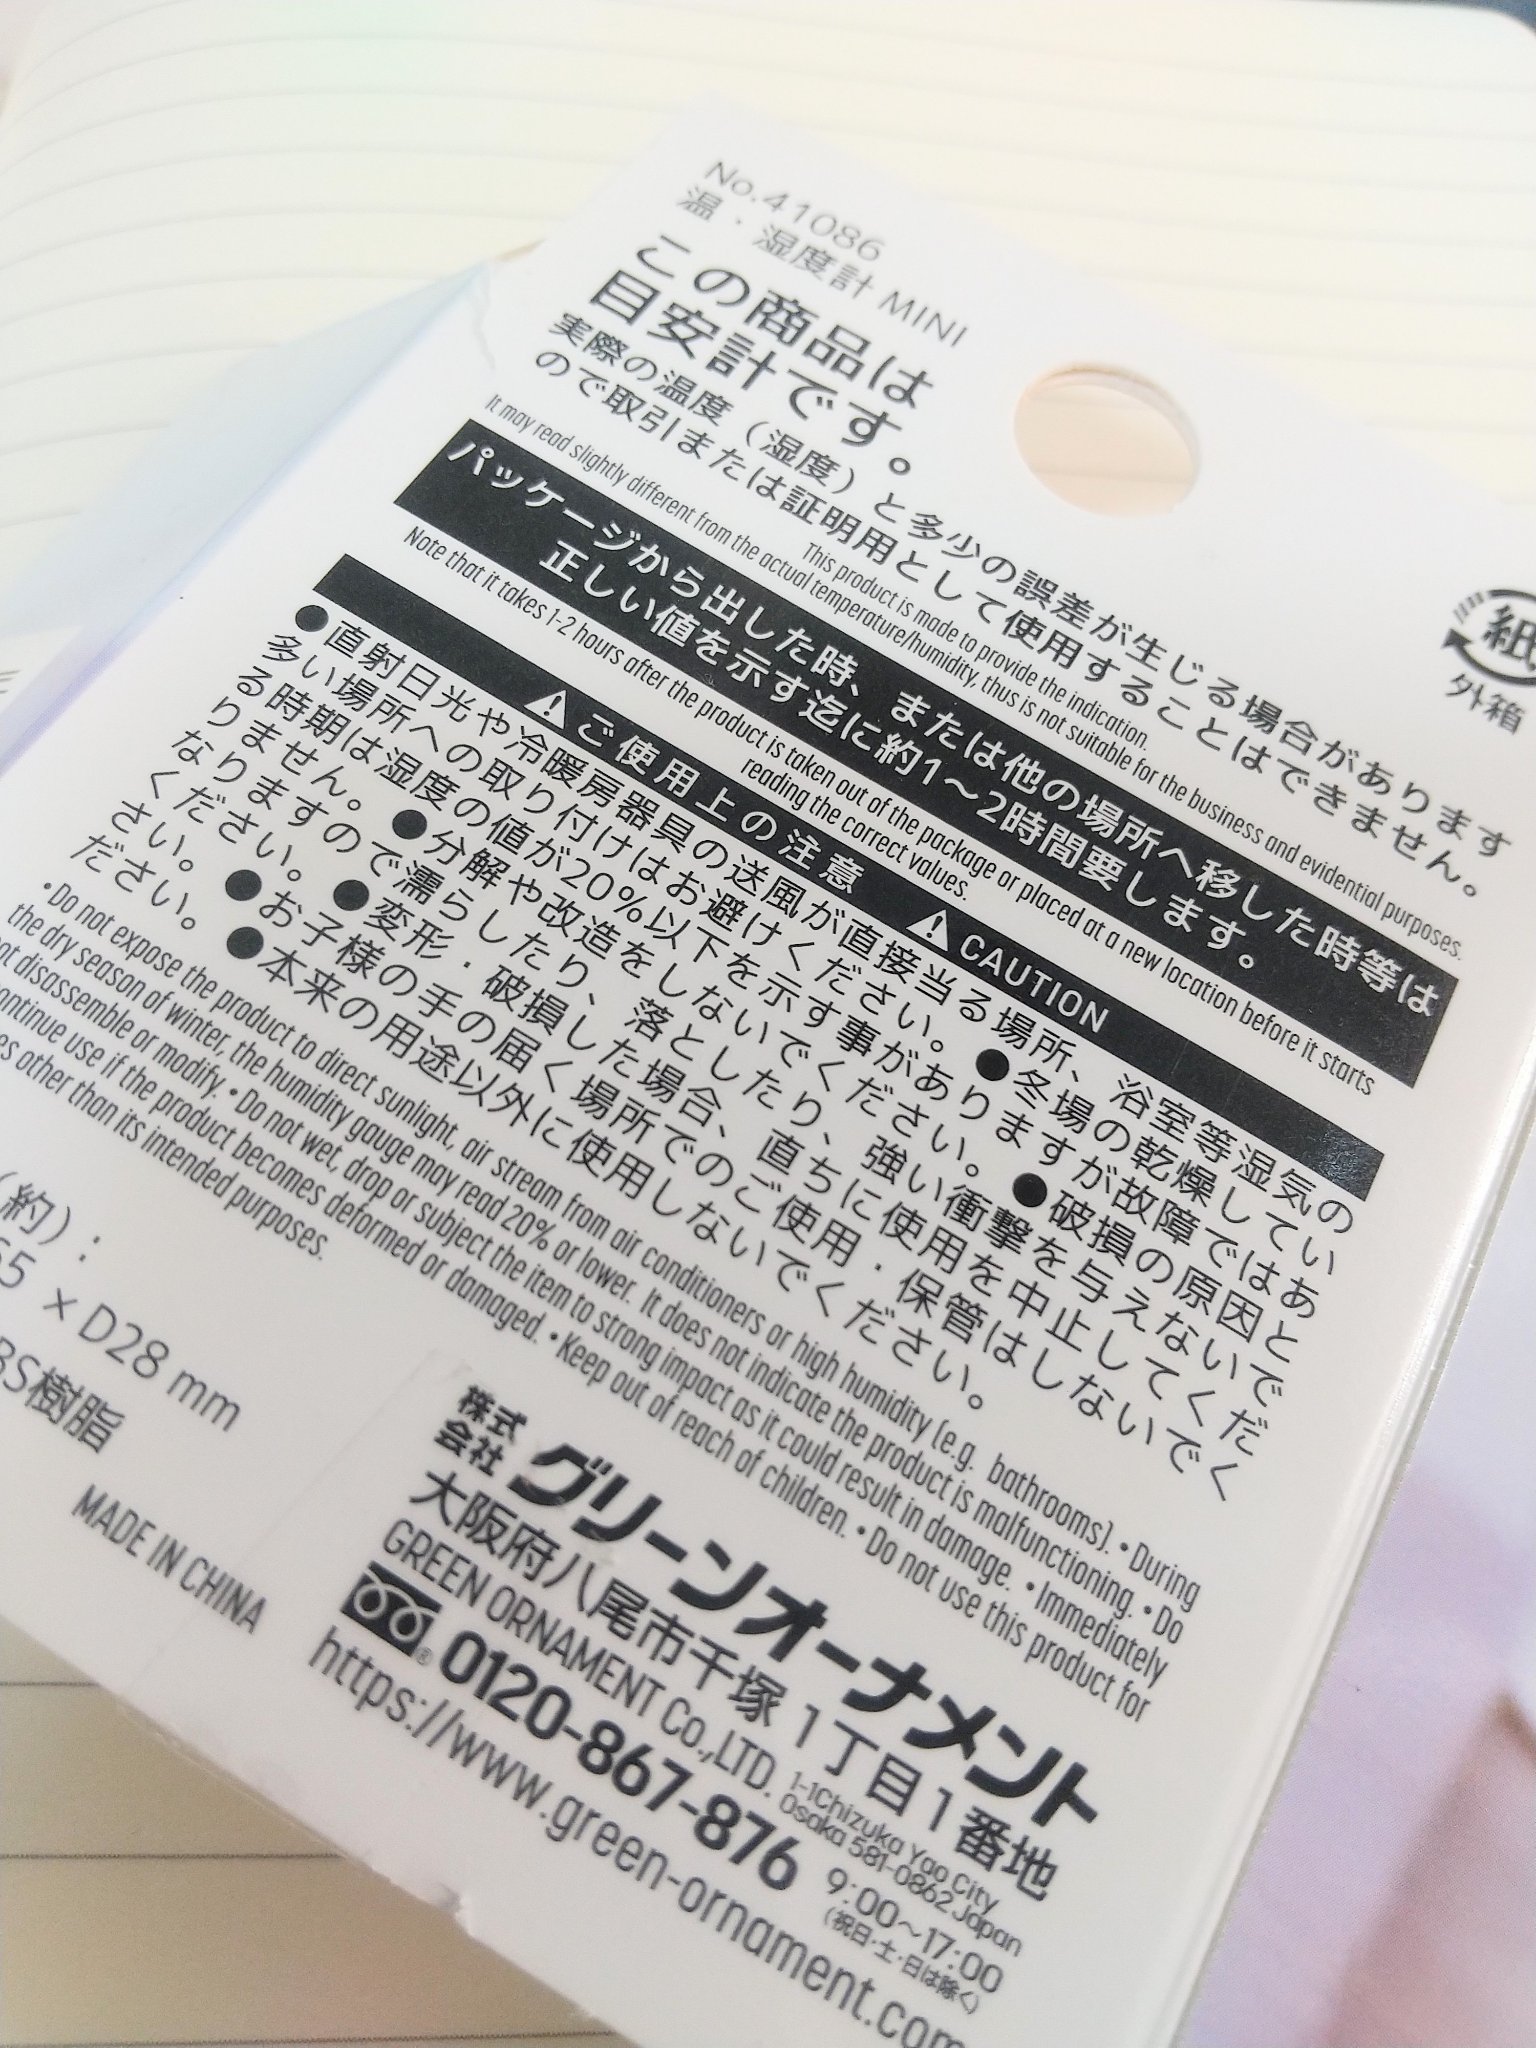 No.41086
温・湿度計 MINI
この商品は
目安計です。
実際の温度（湿度）と多少の誤差が生じる場合があります
ので取引または証明用として使用することはできません。
This product is made to provide the indication.
It may read slightly different from the actual temperature/humidity, thus is not suitable for the business and evidential purposes.
パッケージから出した時、または他の場所へ移した時等は
正しい値を示す迄に約1～2時間要します。
Note that it takes 1-2 hours after the product is taken out of the package or placed at a new location before it starts
reading the correct values.
ご使用上の注意 CAUTION
●直射日光や冷暖房器具の送風が直接当る場所、浴室等湿気の
多い場所への取り付けはお避けください。●冬場の乾燥してい
る時期は湿度の値が20%以下を示す事がありますが故障ではあ
りません。●分解や改造をしないでください。●破損の原因と
なりますので濡らしたり、落としたり、強い衝撃を与えないで
ください。●変形・破損した場合、直ちに使用を中止してくだ
さい。●お子様の手の届く場所でのご使用・保管はしないでく
ださい。●本来の用途以外に使用しないでください。
•Do not expose the product to direct sunlight, air stream from air conditioners or high humidity (e.g. bathrooms). •During
the dry season of winter, the humidity gauge may read 20% or lower. It does not indicate the product is malfunctioning. •Do
not disassemble or modify. •Do not wet, drop or subject the item to strong impact as it could result in damage. •Immediately
continue use if the product becomes deformed or damaged. •Keep out of reach of children. •Do not use this product for
es other than its intended purposes.
(約)：
65 × D28 mm
BS樹脂
MADE IN CHINA
紙
外箱
株式
会社 グリーンオーナメント
大阪府八尾市千塚1丁目1番地
GREEN ORNAMENT Co.,LTD. 1-1Chizuka Yao City
Osaka 581-0862 Japan
0120-867-876 9:00～17:00
（祝日・土・日は除く）
https://www.green-ornament.com